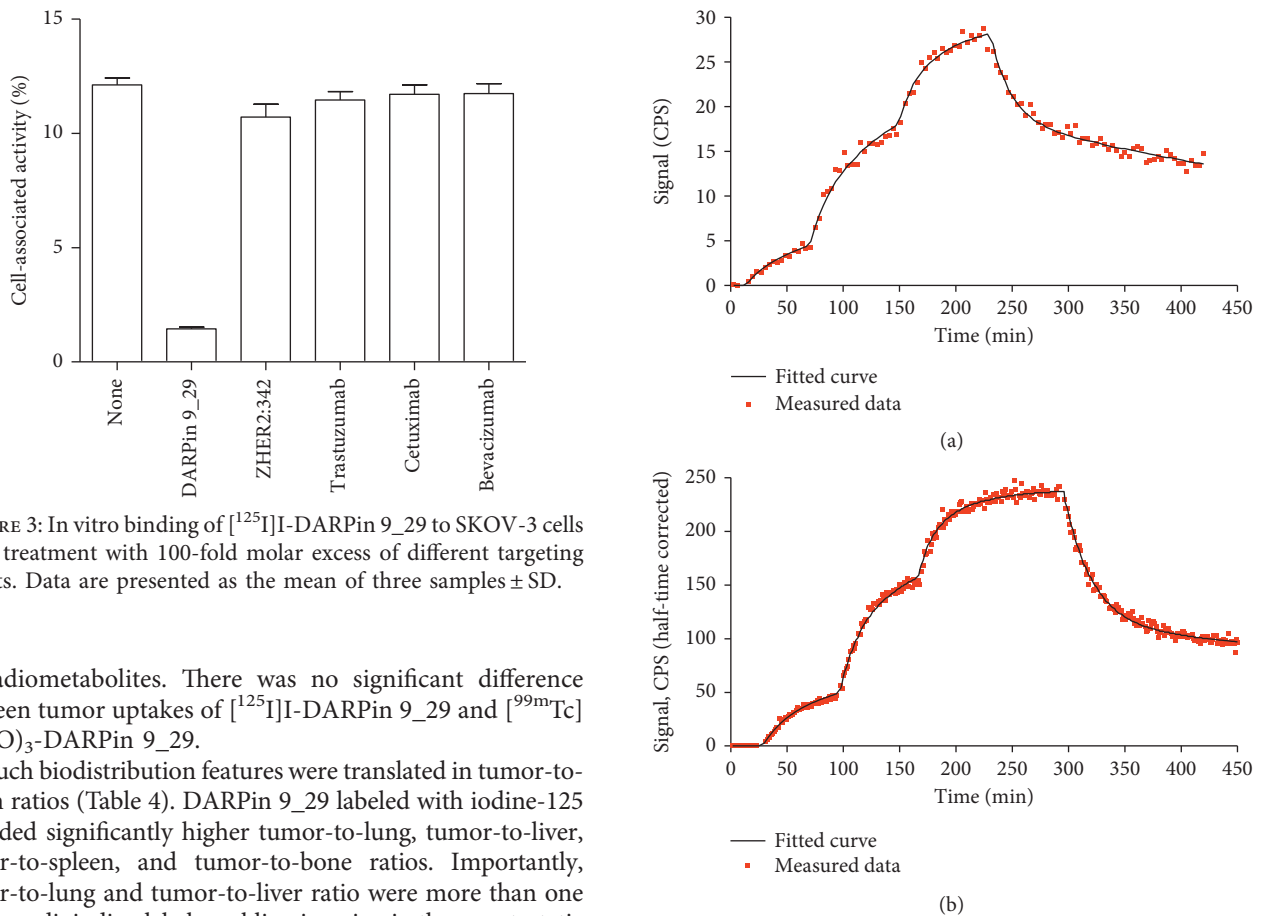 15
10
5
0
Cell-associated activity (%)
None
DARPin 9_29
ZHER2:342
Trastuzumab
Cetuximab
Bevacizumab
RE 3: In vitro binding of [125I]I-DARPin 9_29 to SKOV-3 cells
treatment with 100-fold molar excess of different targeting
ts. Data are presented as the mean of three samples ± SD.
adiometabolites. There was no significant difference
een tumor uptakes of [125I]I-DARPin 9_29 and [99mTc]
O)3-DARPin 9_29.
uch biodistribution features were translated in tumor-to-
n ratios (Table 4). DARPin 9_29 labeled with iodine-125
ded significantly higher tumor-to-lung, tumor-to-liver,
or-to-spleen, and tumor-to-bone ratios. Importantly,
or-to-lung and tumor-to-liver ratio were more than one
30
25
20
15
10
5
0
Signal (CPS)
0 50 100 150 200 250 300 350 400 450
Time (min)
Fitted curve
Measured data
(a)
250
200
150
100
50
0
Signal, CPS (half-time corrected)
0 50 100 150 200 250 300 350 400 450
Time (min)
Fitted curve
Measured data
(b)